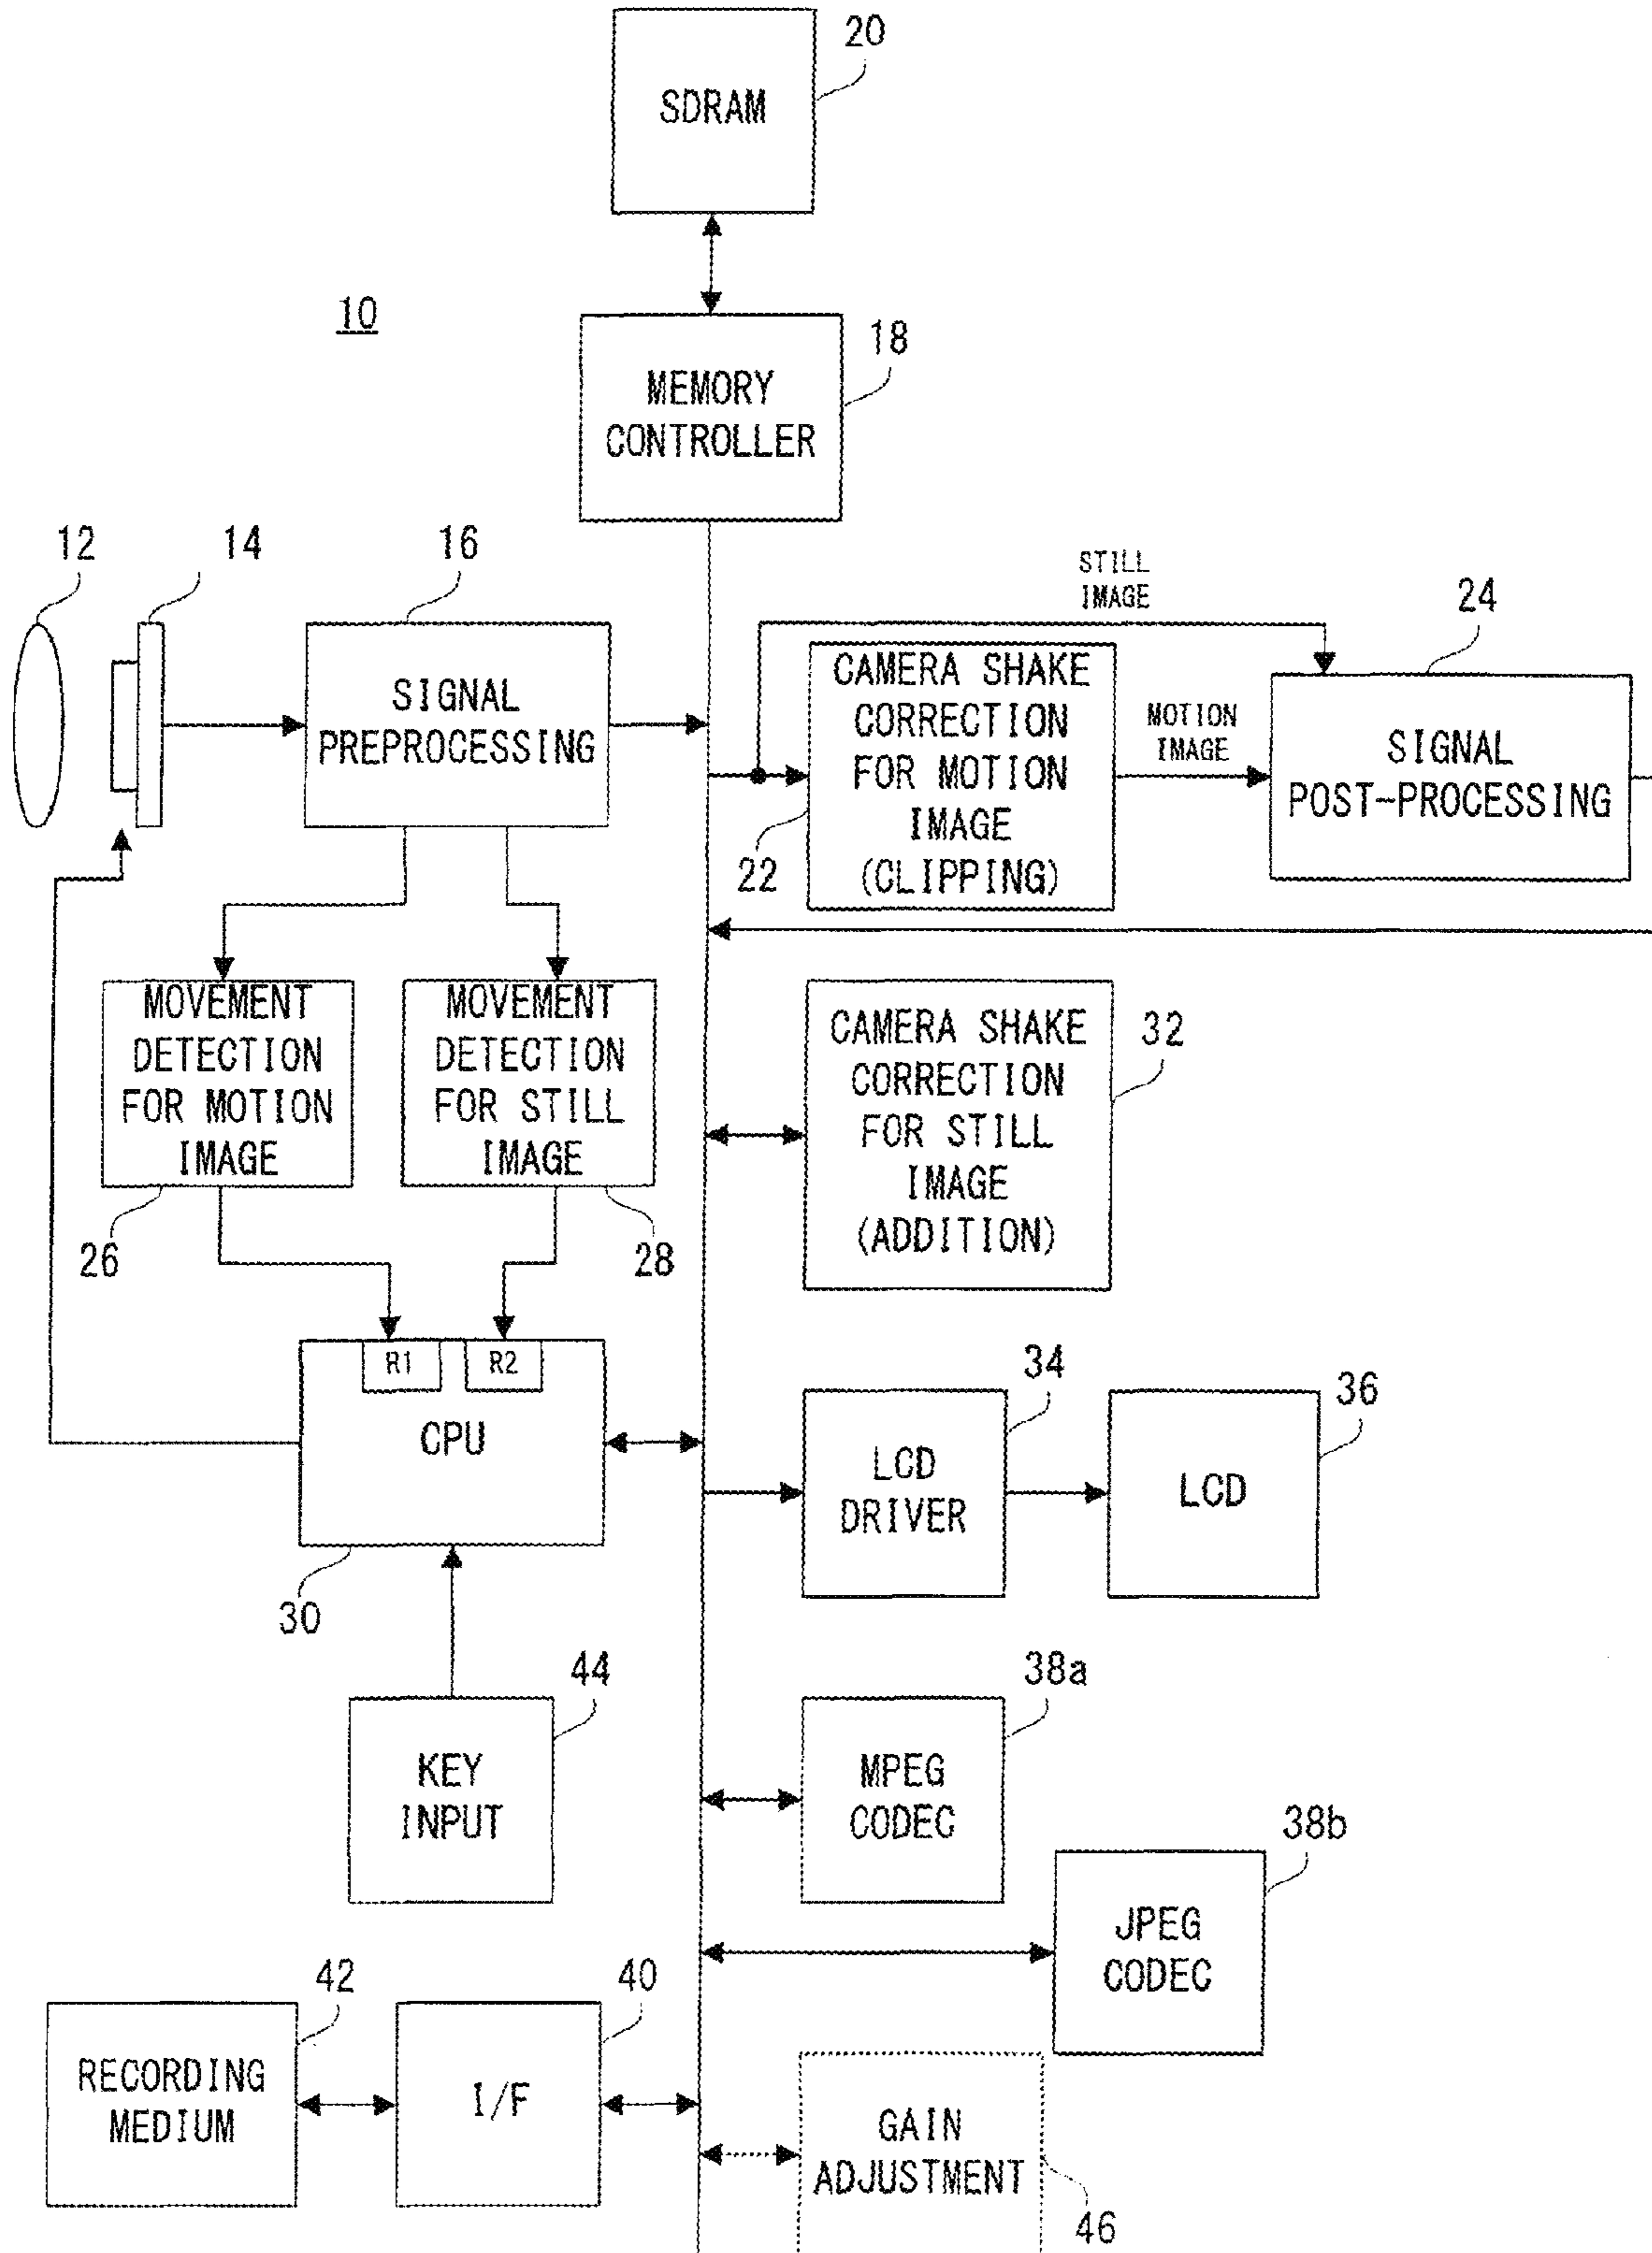 20
SDRAM
10
18
MEMORY
CONTROLLER
12
14
16
SIGNAL
PREPROCESSING
STILL
IMAGE
24
CAMERA SHAKE
CORRECTION
FOR MOTION
IMAGE
(CLIPPING)
22
MOTION
IMAGE
SIGNAL
POST-PROCESSING
MOVEMENT
DETECTION
FOR MOTION
IMAGE
26
MOVEMENT
DETECTION
FOR STILL
IMAGE
28
CAMERA SHAKE
CORRECTION
FOR STILL
IMAGE
(ADDITION)
32
R1
R2
CPU
30
34
LCD
DRIVER
36
LCD
44
KEY
INPUT
38a
MPEG
CODEC
38b
JPEG
CODEC
42
RECORDING
MEDIUM
40
I/F
GAIN
ADJUSTMENT
46